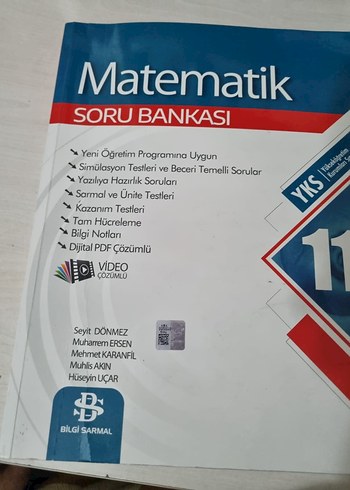 Matematik
SORU BANKASI
Yeni Öğretim Programına Uygun
Simülasyon Testleri ve Beceri Temelli Sorular
Yazılıya Hazırlık Soruları
Sarmal ve Ünite Testleri
Kazanım Testleri
Tam Hücreleme
Bilgi Notları
Dijital PDF Çözümlü
VİDEO
ÇÖZÜMLÜ
YKS
Yükseköğretim
Kurumları
11
Seyit DÖNMEZ
Muharrem ERSEN
Mehmet KARANFİL
Muhlis AKIN
Hüseyin UÇAR
BİLGİ SARMAL